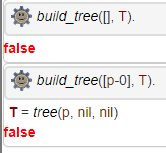 build_tree([], T).
false
build_tree([p-0], T).
T = tree(p, nil, nil)
false